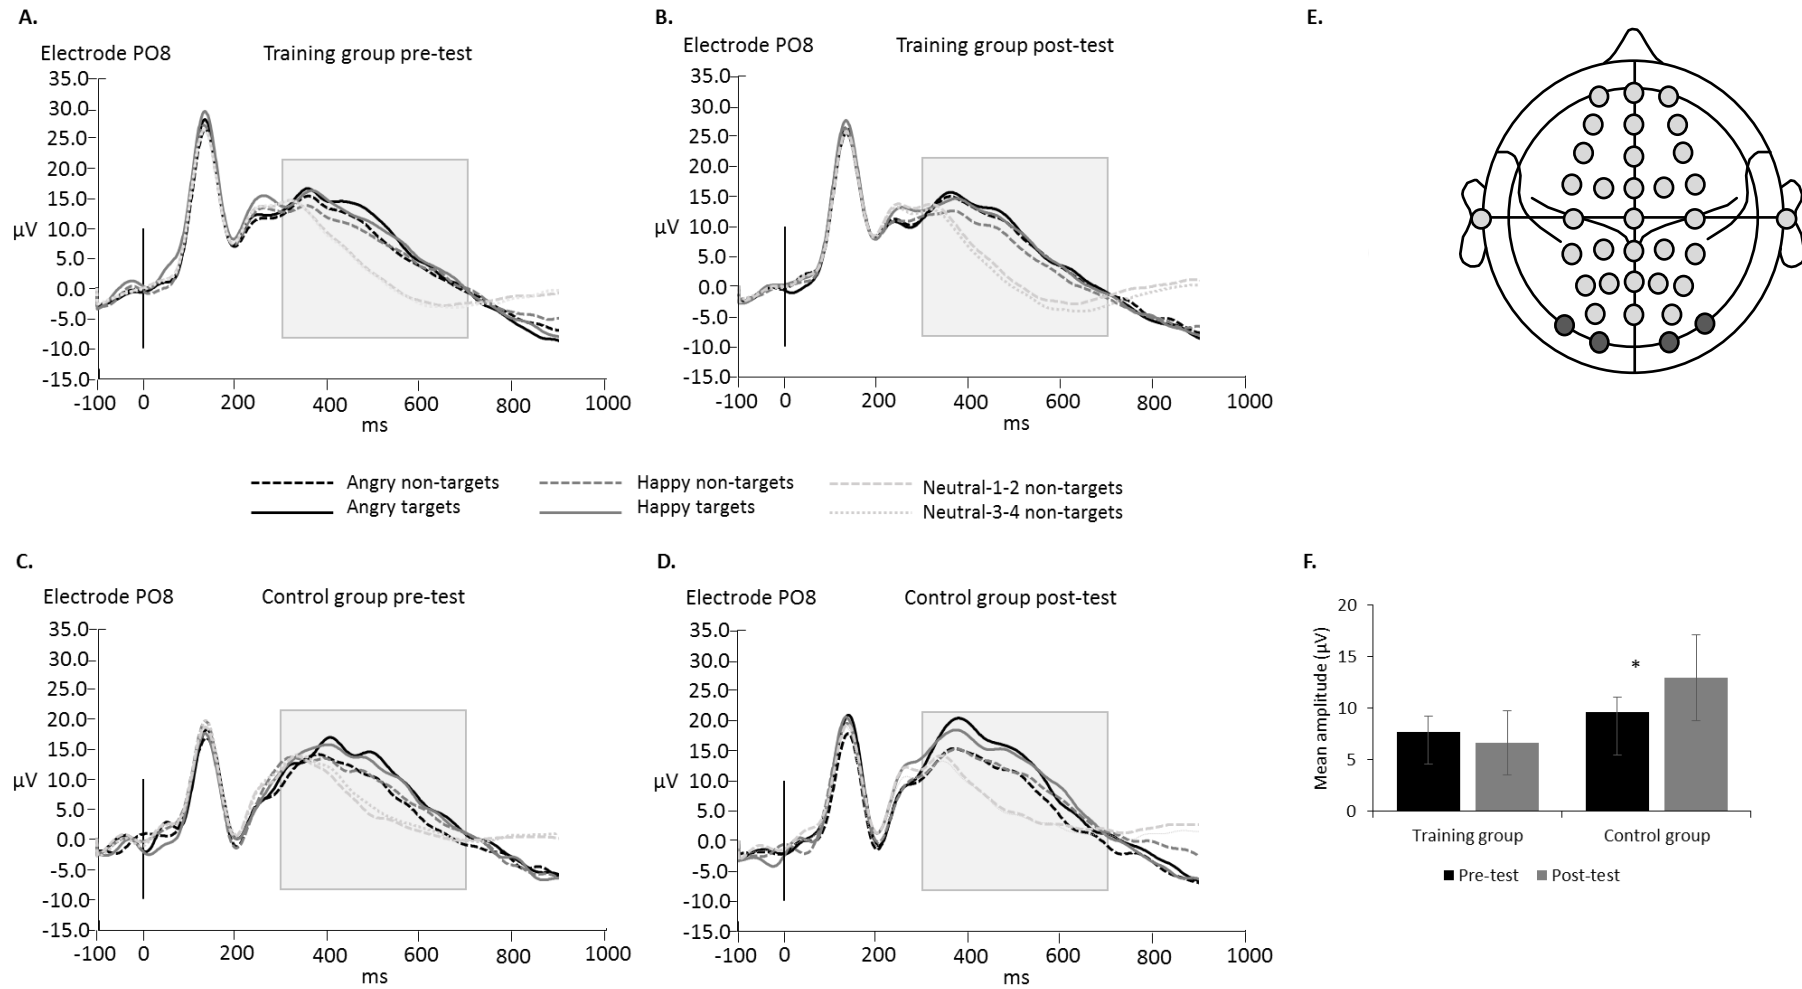 A.
Electrode PO8
Training group pre-test
35.0
30.0
25.0
20.0
15.0
10.0
5.0
0.0
-5.0
-10.0
-15.0
µV
-100 0 200 400 600 800 1000
ms
B.
Electrode PO8
Training group post-test
35.0
30.0
25.0
20.0
15.0
10.0
5.0
0.0
-5.0
-10.0
-15.0
µV
-100 0 200 400 600 800 1000
ms
E.
Angry non-targets
Angry targets
Happy non-targets
Happy targets
Neutral-1-2 non-targets
Neutral-3-4 non-targets
C.
Electrode PO8
Control group pre-test
35.0
30.0
25.0
20.0
15.0
10.0
5.0
0.0
-5.0
-10.0
-15.0
µV
-100 0 200 400 600 800 1000
ms
D.
Electrode PO8
Control group post-test
35.0
30.0
25.0
20.0
15.0
10.0
5.0
0.0
-5.0
-10.0
-15.0
µV
-100 0 200 400 600 800 1000
ms
F.
Mean amplitude (µV)
20
15
10
5
0
*
Training group Control group
Pre-test Post-test